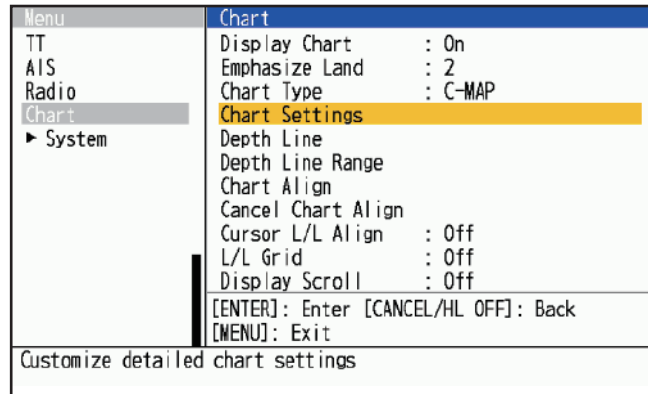 Menu
TT
AIS
Radio
Chart
► System
Chart
Display Chart : On
Emphasize Land : 2
Chart Type : C-MAP
Chart Settings
Depth Line
Depth Line Range
Chart Align
Cancel Chart Align
Cursor L/L Align : Off
L/L Grid : Off
Display Scroll : Off
[ENTER]: Enter [CANCEL/HL OFF]: Back
[MENU]: Exit
Customize detailed chart settings